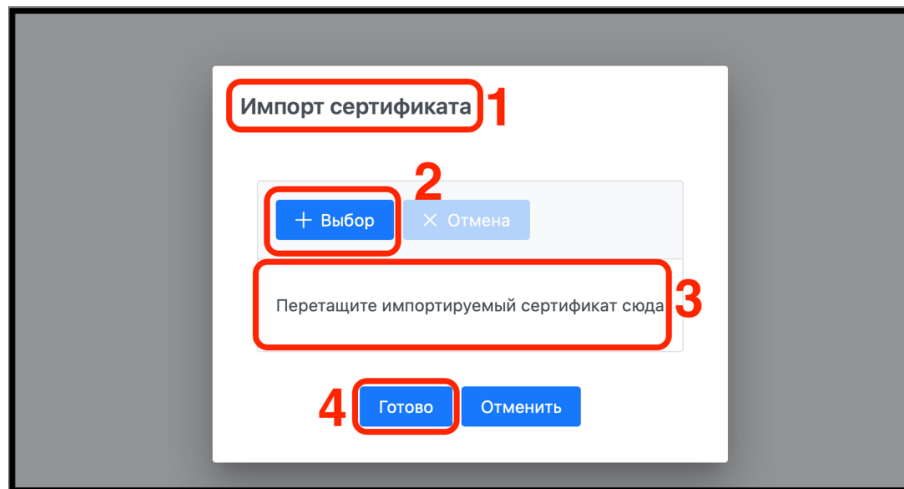 Импорт сертификата 1
2
+ Выбор × Отмена
Перетащите импортируемый сертификат сюда 3
4 Готово Отменить